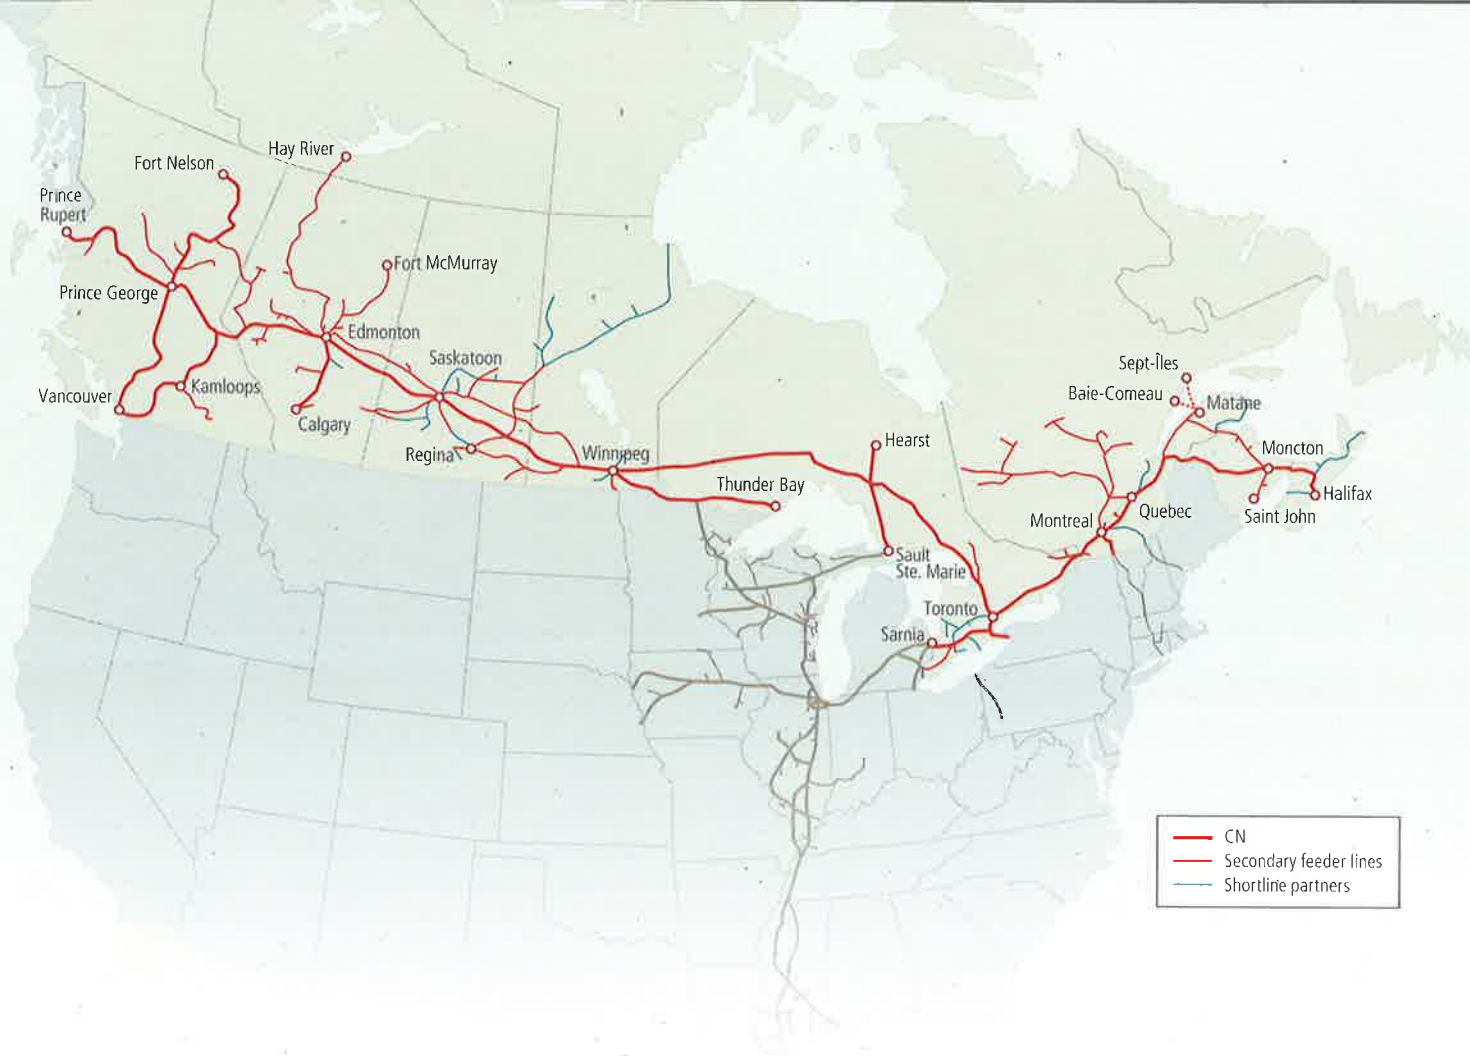 Hay River
Fort Nelson
Prince
Rupert
Fort McMurray
Prince George
Edmonton
Saskatoon
Sept-Îles
Baie-Comeau
Matane
Kamloops
Vancouver
Calgary
Regina
Winnipeg
Hearst
Moncton
Thunder Bay
Halifax
Quebec
Saint John
Montreal
Sault
Ste. Marie
Toronto
Sarnia
CN
Secondary feeder lines
Shortline partners